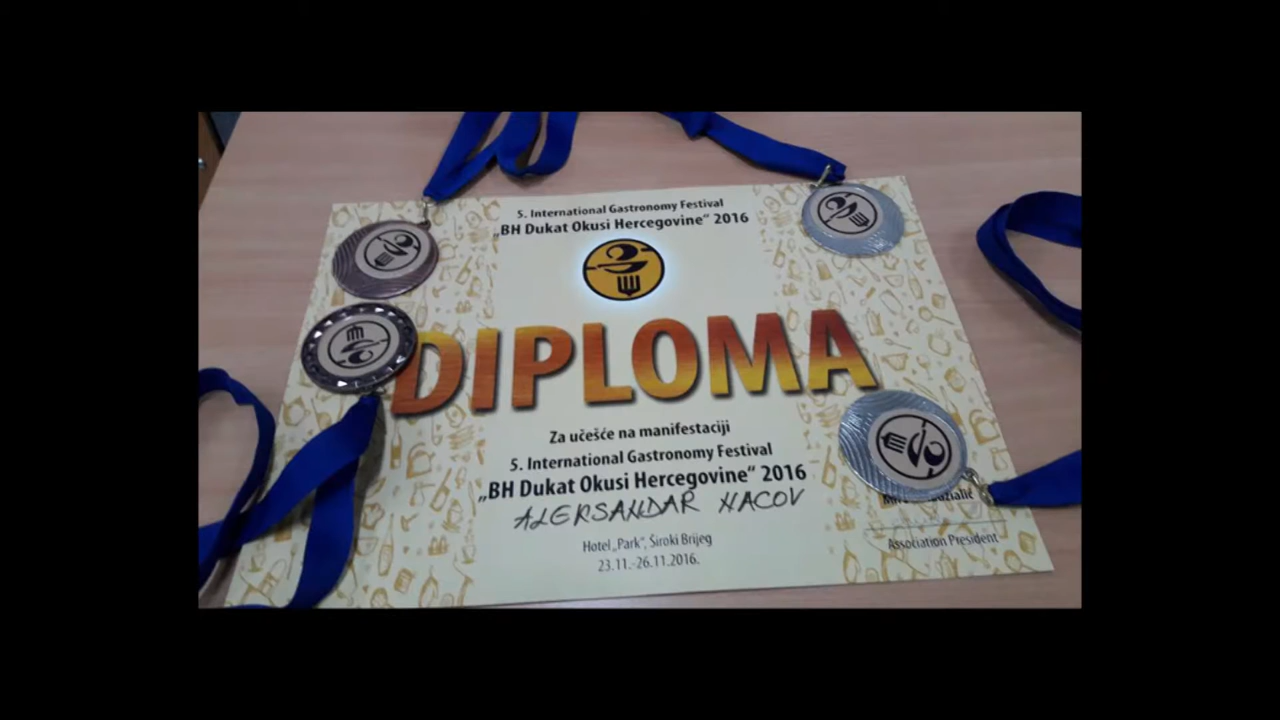 5. International Gastronomy Festival
„BH Dukat Okusi Hercegovine“ 2016
DIPLOMA
Za učešće na manifestaciji
5. International Gastronomy Festival
„BH Dukat Okusi Hercegovine“ 2016
ALEKSANDAR NACOV
Hotel „Park“, Široki Brijeg
23.11.-26.11.2016.
Association President